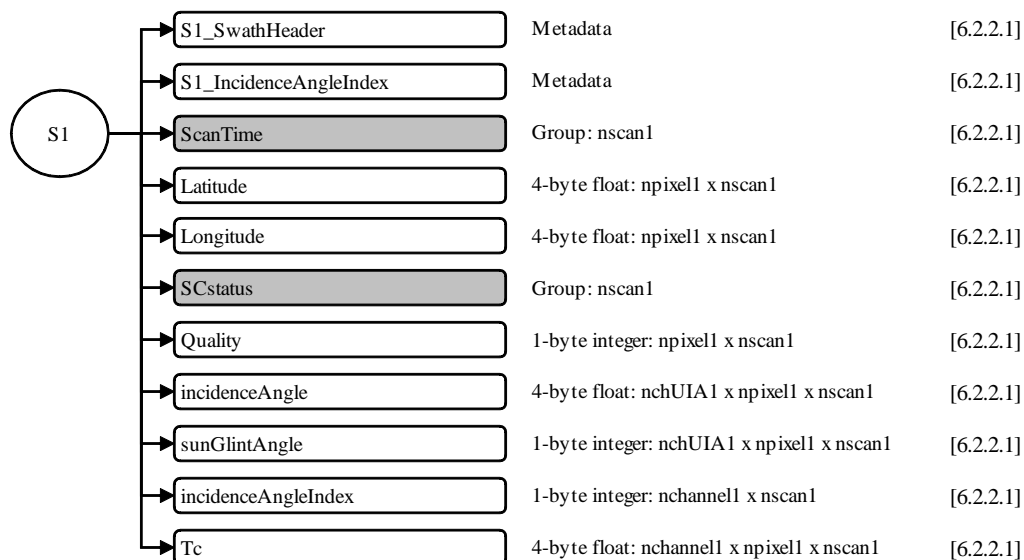 S1_SwathHeader Metadata [6.2.2.1]
S1_IncidenceAngleIndex Metadata [6.2.2.1]
S1 ScanTime Group: nscan1 [6.2.2.1]
Latitude 4-byte float: npixel1 x nscan1 [6.2.2.1]
Longitude 4-byte float: npixel1 x nscan1 [6.2.2.1]
SCstatus Group: nscan1 [6.2.2.1]
Quality 1-byte integer: npixel1 x nscan1 [6.2.2.1]
incidenceAngle 4-byte float: nchUIA1 x npixel1 x nscan1 [6.2.2.1]
sunGlintAngle 1-byte integer: nchUIA1 x npixel1 x nscan1 [6.2.2.1]
incidenceAngleIndex 1-byte integer: nchannel1 x nscan1 [6.2.2.1]
Tc 4-byte float: nchannel1 x npixel1 x nscan1 [6.2.2.1]